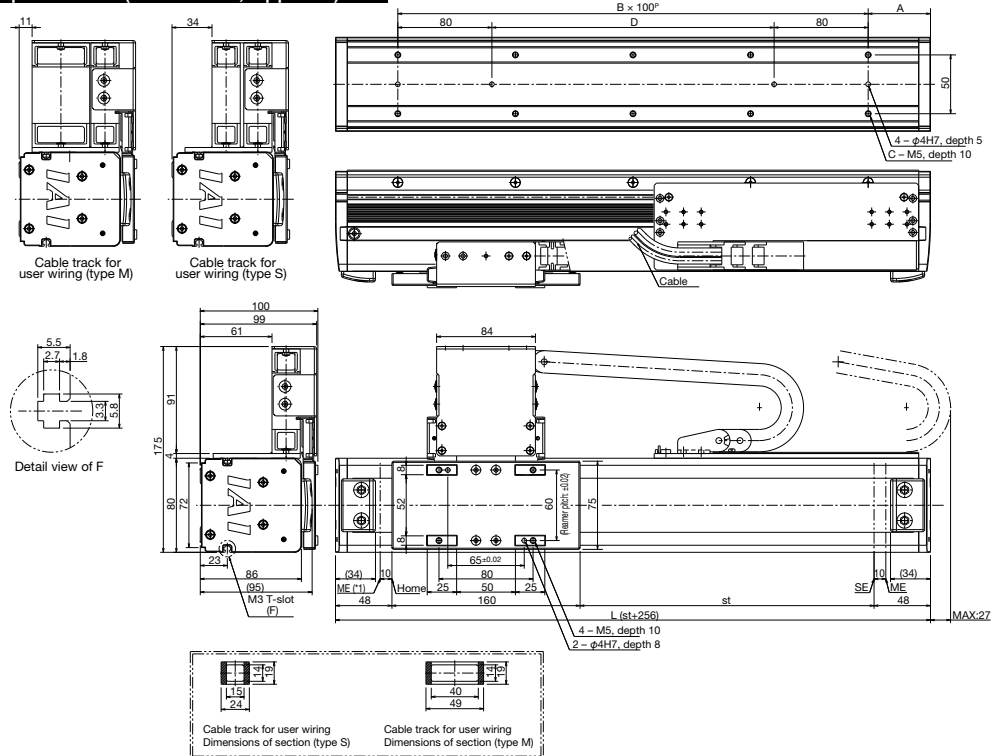 11
34
B × 100P
A
80
D
80
50
4 – φ4H7, depth 5
C – M5, depth 10
IAI
IAI
Cable track for
user wiring (type M)
Cable track for
user wiring (type S)
Cable
100
99
61
84
5.5
2.7
1.8
3.3
5.8
Detail view of F
175
91
4
80
72
IAI
23
86
(95)
M3 T-slot
(F)
8
52
8
60
(Reamer pitch: ±0.02)
75
65±0.02
80
(34)
10
ME (*1)
Home
25
50
25
10
(34)
SE
ME
48
160
st
48
L (st+256)
MAX:27
4 – M5, depth 10
2 – φ4H7, depth 8
14
19
15
24
14
19
40
49
Cable track for user wiring
Dimensions of section (type S)
Cable track for user wiring
Dimensions of section (type M)